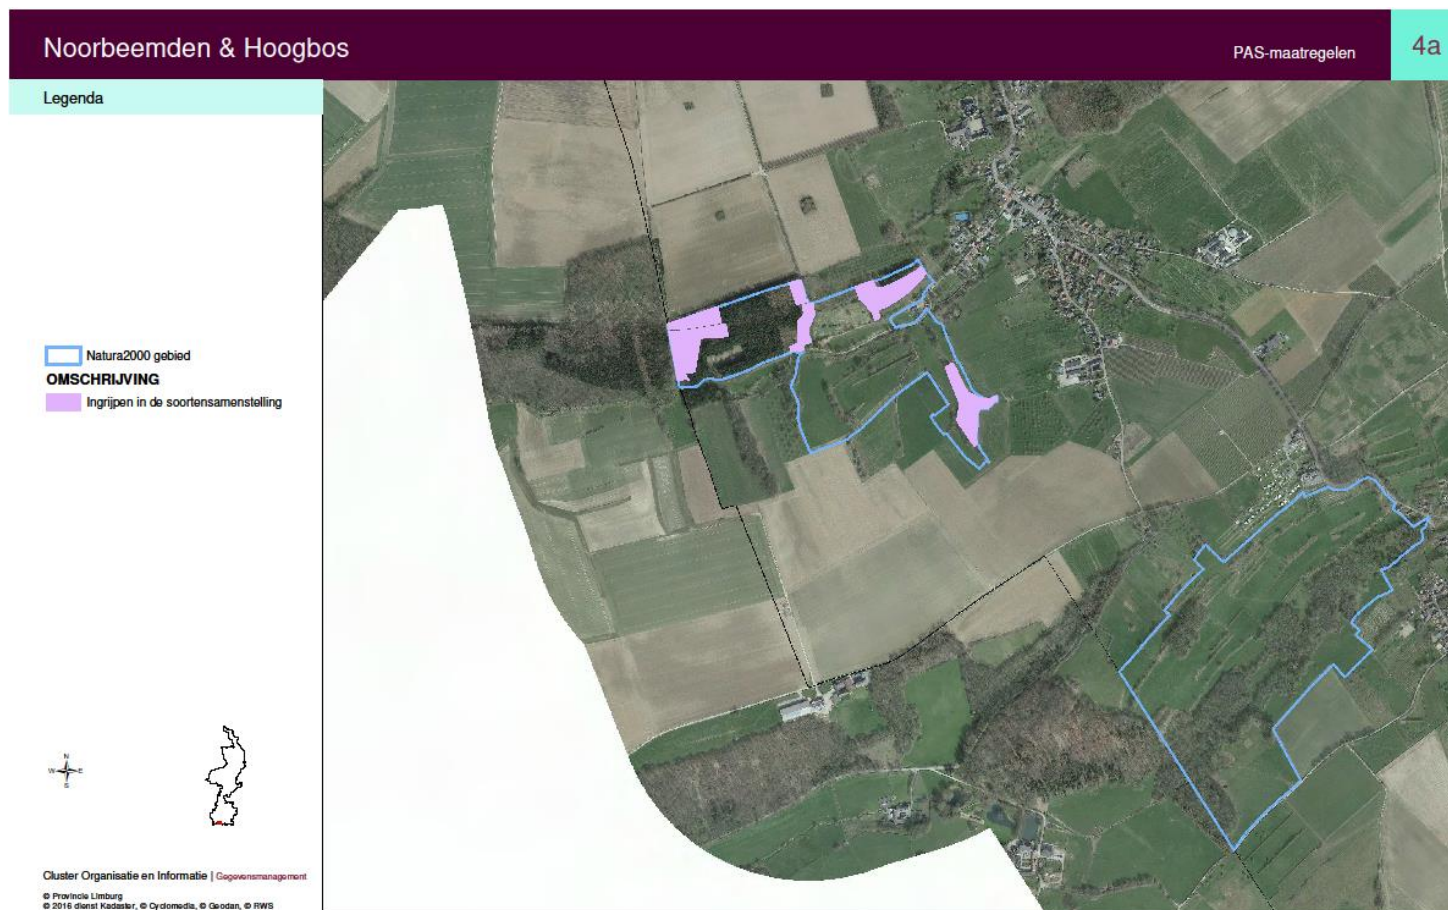 Noorbeemden & Hoogbos
PAS-maatregelen
4a
Legenda
Natura2000 gebied
OMSCHRIJVING
Ingrijpen in de soortensamenstelling
N
W E
S
Cluster Organisatie en Informatie | Gegevensmanagement
© Provincie Limburg
© 2016 dienst Kadaster, © Cyclomedia, © Geodan, © RWS